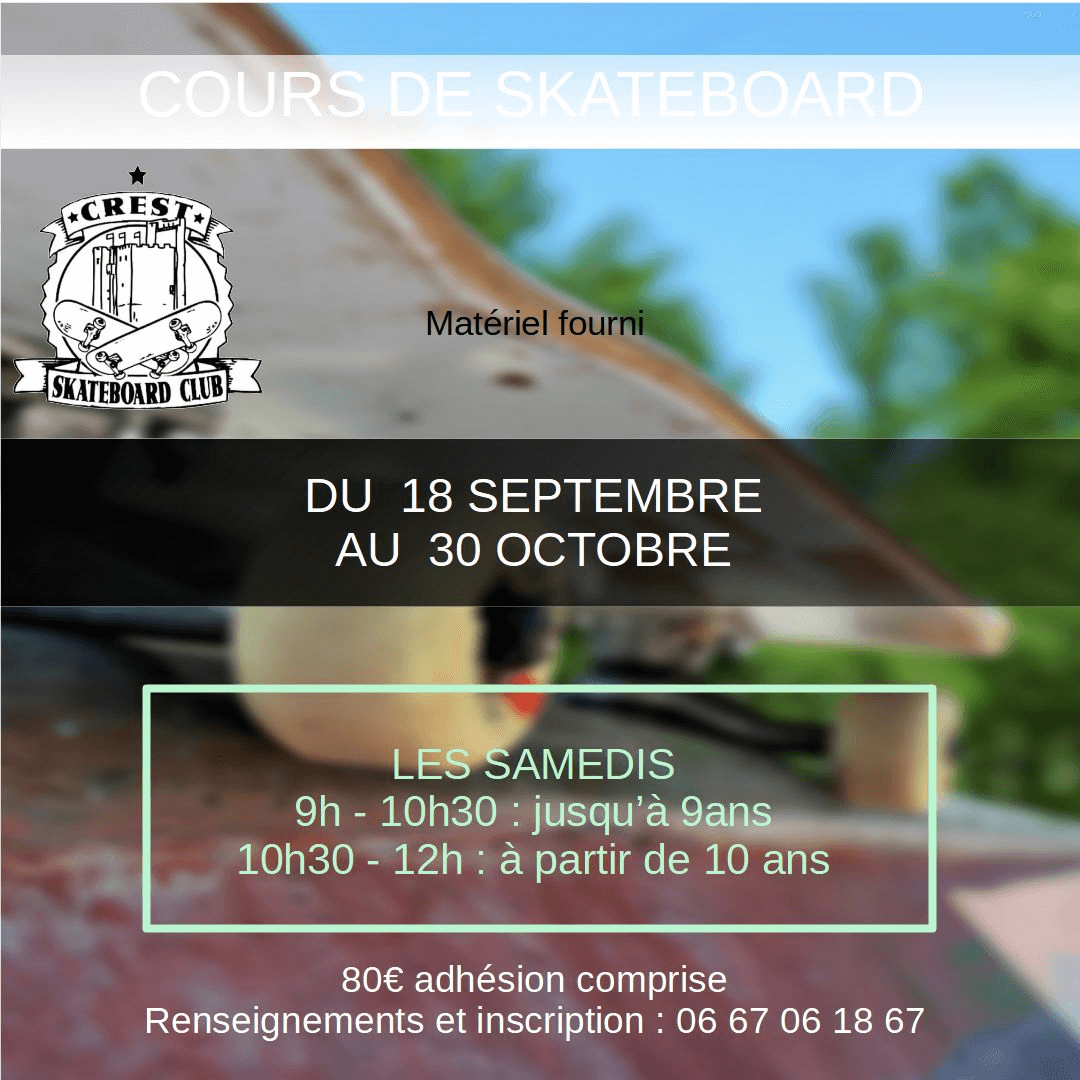 COURS DE SKATEBOARD
CREST
SKATEBOARD CLUB
Matériel fourni
DU 18 SEPTEMBRE
AU 30 OCTOBRE
LES SAMEDIS
9h - 10h30 : jusqu’à 9ans
10h30 - 12h : à partir de 10 ans
80€ adhésion comprise
Renseignements et inscription : 06 67 06 18 67